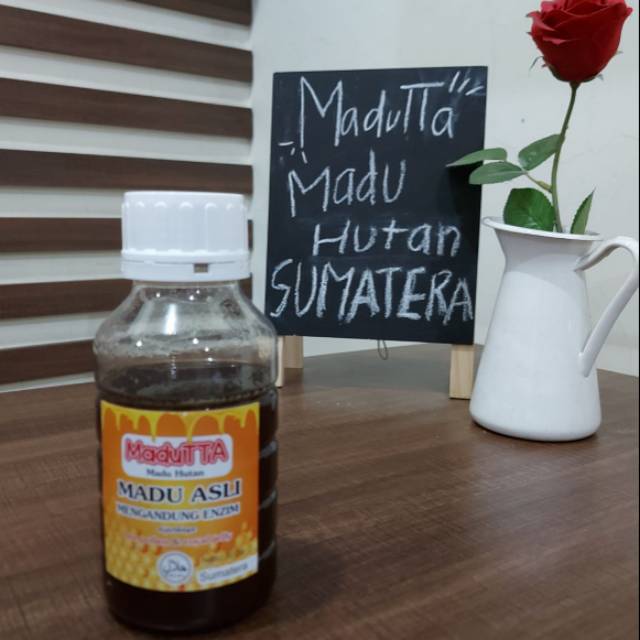 MaduTTa
Madu
Hutan
SUMATERA
MaduTTA
Madu Hutan
MADU ASLI
MENGANDUNG ENZIM
Sumatera